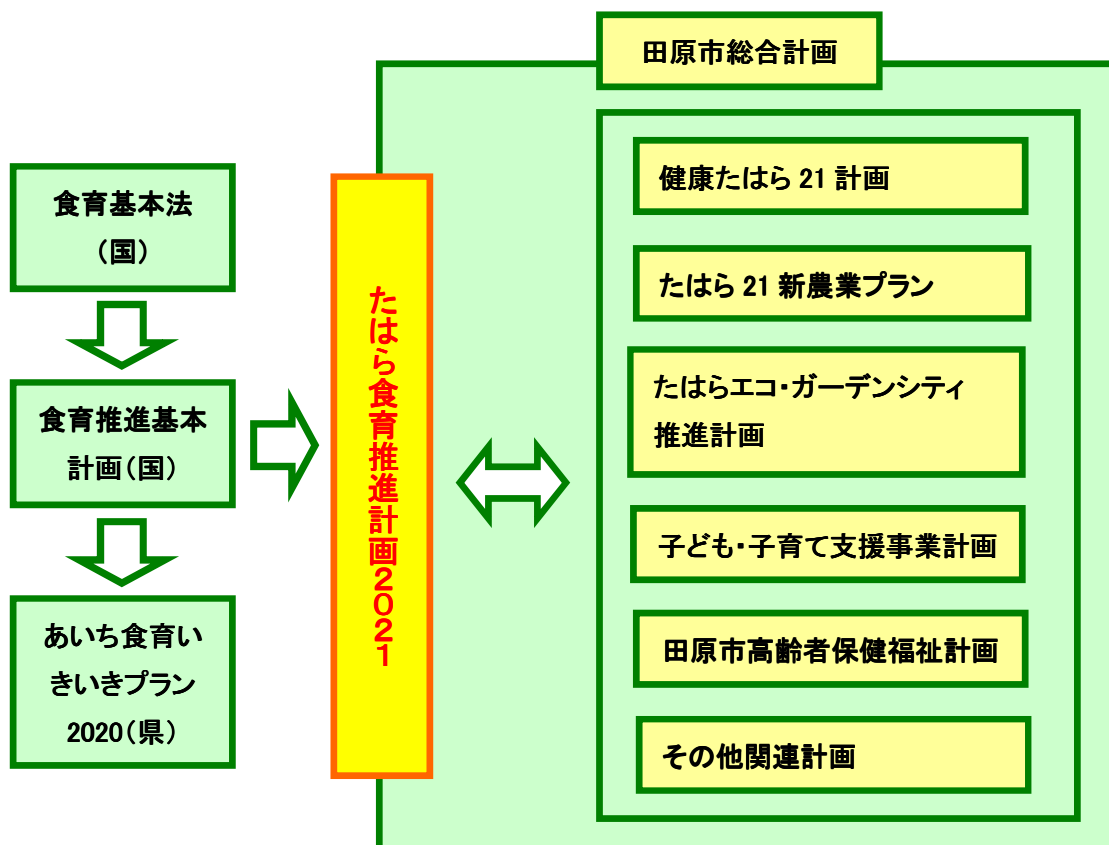 田原市総合計画
食育基本法
（国）
食育推進基本
計画（国）
あいち食育い
きいきプラン
2020（県）
たはら食育推進計画２０２１
健康たはら 21 計画
たはら 21 新農業プラン
たはらエコ・ガーデンシティ
推進計画
子ども・子育て支援事業計画
田原市高齢者保健福祉計画
その他関連計画